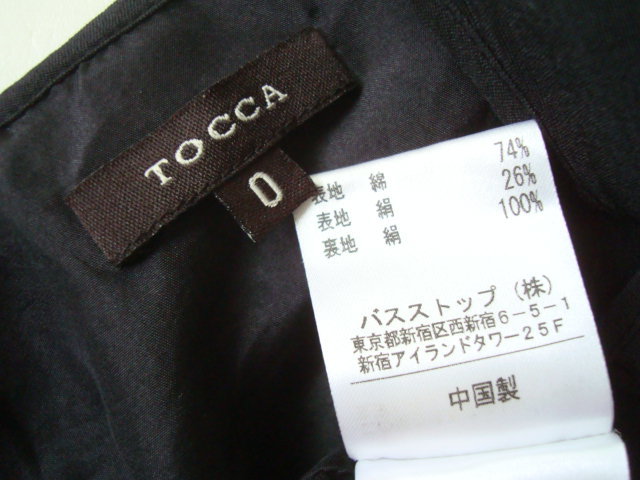 TOCCA
0
表地 綿 74%
表地 絹 26%
裏地 絹 100%
バスストップ (株)
東京都新宿区西新宿6-5-1
新宿アイランドタワー25F
中国製